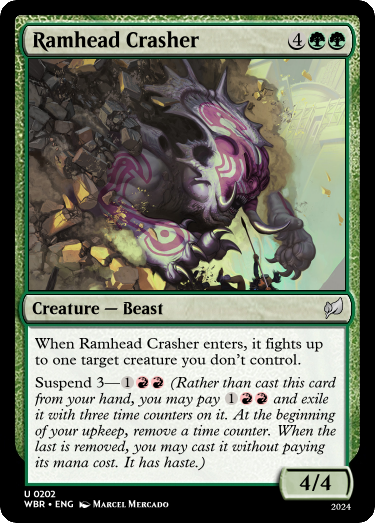 Ramhead Crasher 4
Creature — Beast
When Ramhead Crasher enters, it fights up
to one target creature you don't control.
Suspend 3—1 (Rather than cast this card
from your hand, you may pay 1 and exile
it with three time counters on it. At the beginning
of your upkeep, remove a time counter. When the
last is removed, you may cast it without paying
its mana cost. It has haste.)
4/4
U 0202
WBR • ENG Marcel Mercado
2024